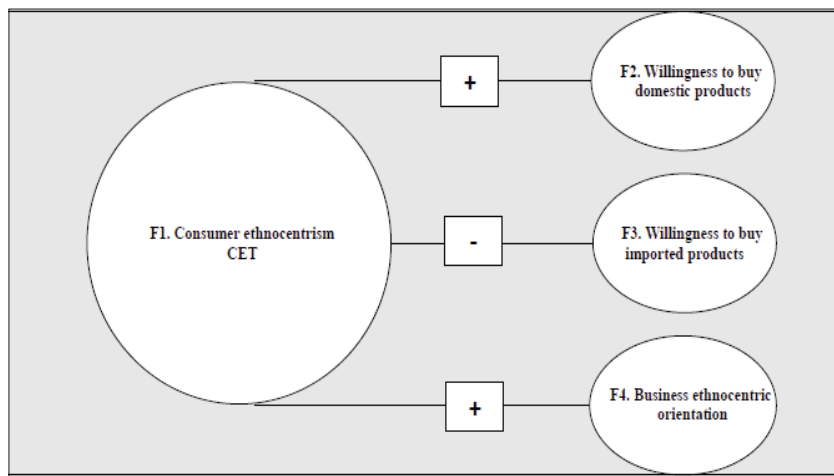 +
F2. Willingness to buy
domestic products
F1. Consumer ethnocentrism
CET
-
F3. Willingness to buy
imported products
+
F4. Business ethnocentric
orientation